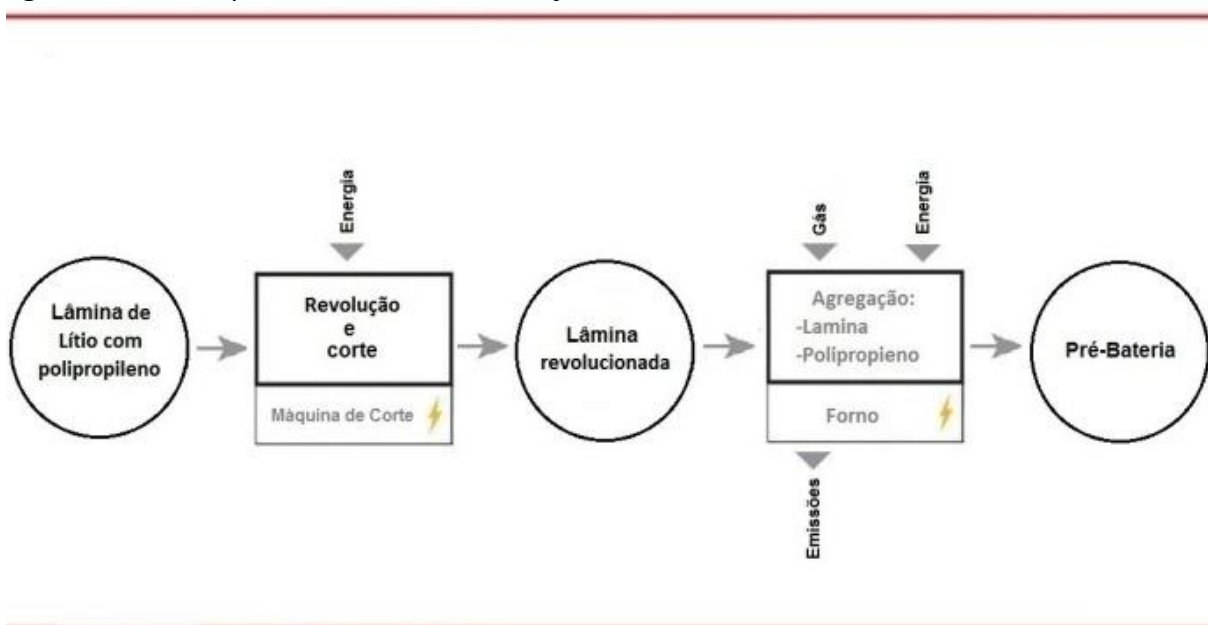 Energia
Gás
Energia
Lâmina de
Lítio com
polipropileno
Revolução
e
corte
Máquina de Corte
Lâmina
revolucionada
Agregação:
-Lamina
-Polipropieno
Forno
Pré-Bateria
Emissões